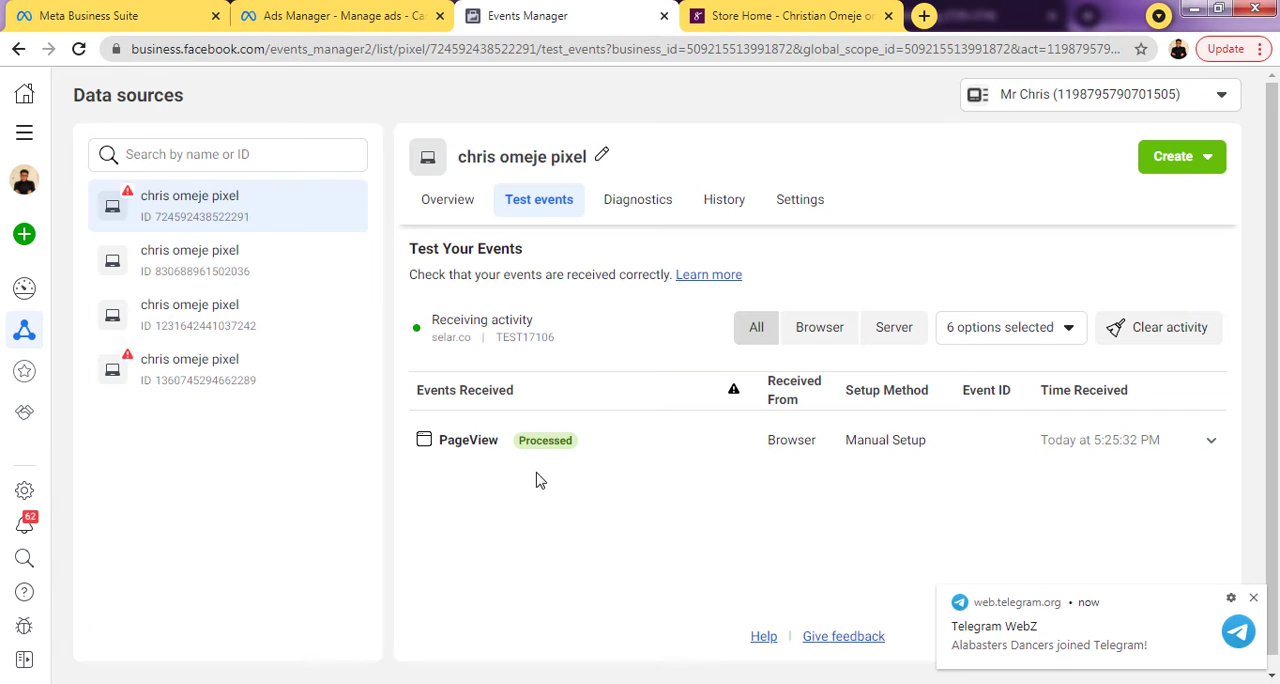 Meta Business Suite
Ads Manager - Manage ads - Ca
Events Manager
Store Home - Christian Omeje or
business.facebook.com/events_manager2/list/pixel/724592438522291/test_events?business_id=509215513991872&global_scope_id=509215513991872&act=119879579...
Update
Data sources
Mr Chris (1198795790701505)
Search by name or ID
chris omeje pixel
ID 724592438522291
chris omeje pixel
ID 830688961502036
chris omeje pixel
ID 1231642441037242
chris omeje pixel
ID 1360745294662289
62
chris omeje pixel
Create
Overview
Test events
Diagnostics
History
Settings
Test Your Events
Check that your events are received correctly. Learn more
Receiving activity
selar.co | TEST17106
All
Browser
Server
6 options selected
Clear activity
Events Received
Received From
Setup Method
Event ID
Time Received
PageView
Processed
Browser
Manual Setup
Today at 5:25:32 PM
Help | Give feedback
web.telegram.org • now
Telegram WebZ
Alabasters Dancers joined Telegram!